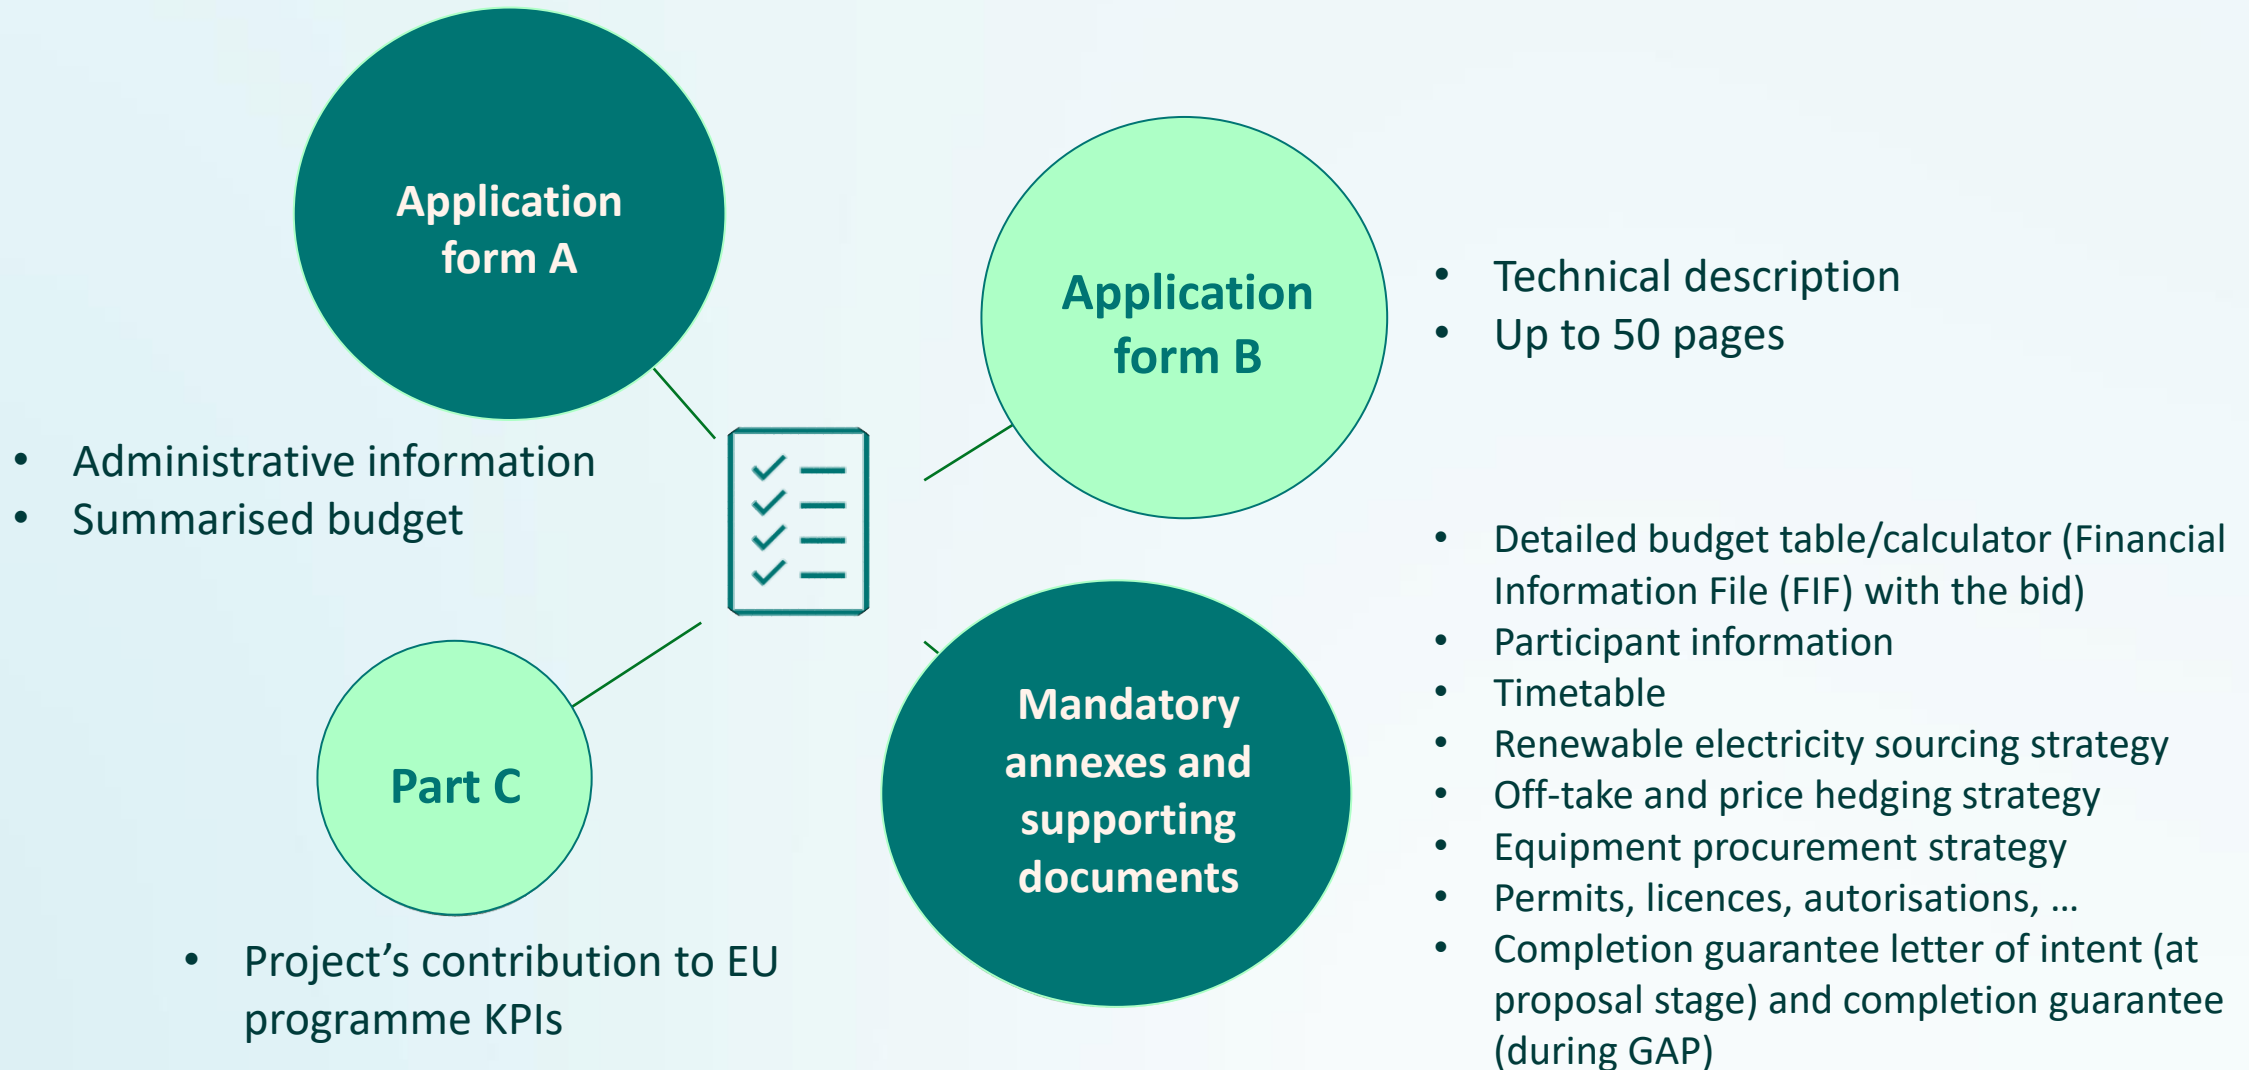 Application
form A
• Administrative information
• Summarised budget
Application
form B
• Technical description
• Up to 50 pages
Part C
• Project’s contribution to EU
programme KPIs
Mandatory
annexes and
supporting
documents
• Detailed budget table/calculator (Financial
Information File (FIF) with the bid)
• Participant information
• Timetable
• Renewable electricity sourcing strategy
• Off-take and price hedging strategy
• Equipment procurement strategy
• Permits, licences, autorisations, …
• Completion guarantee letter of intent (at
proposal stage) and completion guarantee
(during GAP)